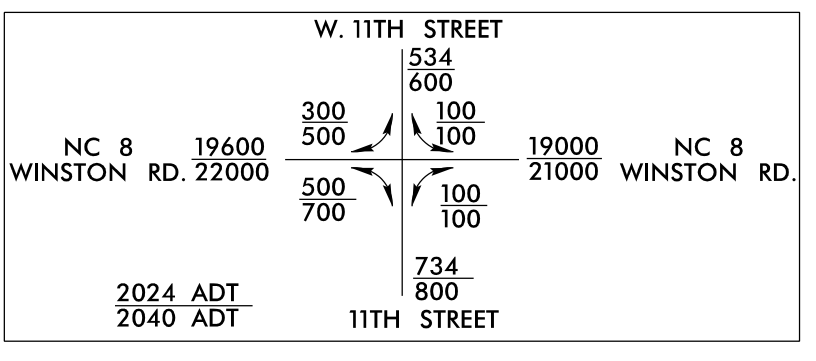 W. 11TH STREET
534
600
300
500
100
100
NC 8
WINSTON RD.
19600
22000
19000
21000
NC 8
WINSTON RD.
500
700
100
100
734
800
2024 ADT
2040 ADT
11TH STREET